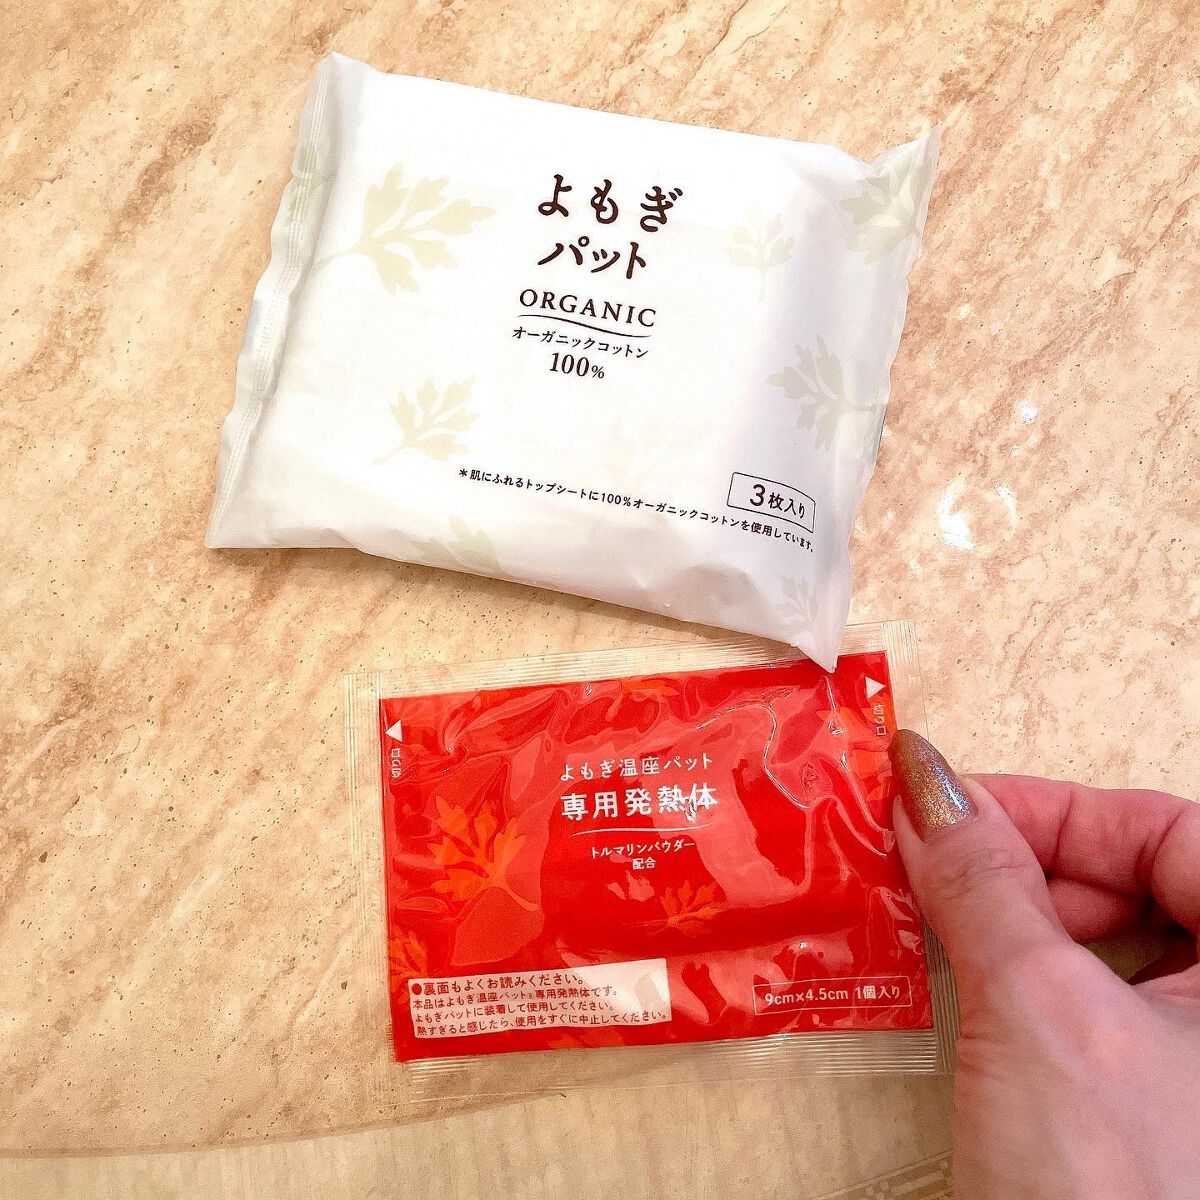 よもぎ
パット
ORGANIC
オーガニックコットン
100%
*肌にふれるトップシートに100%オーガニックコットンを使用しています。
3枚入り
切り口
切り口
よもぎ温座パット
専用発熱体
トルマリンパウダー
配合
●裏面もよくお読みください。
本品はよもぎ温座パット®専用発熱体です。
よもぎパットに装着して使用してください。
熱すぎると感じたら、使用をすぐに中止してください。
9cm×4.5cm 1個入り